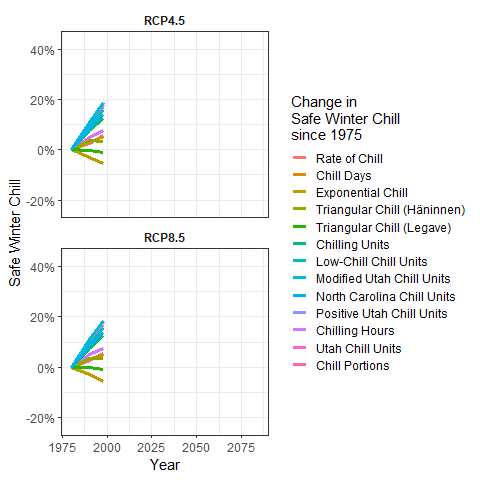 RCP4.5
40%
20%
0%
-20%
RCP8.5
40%
20%
0%
-20%
1975 2000 2025 2050 2075
Year
Safe Winter Chill
Change in
Safe Winter Chill
since 1975
Rate of Chill
Chill Days
Exponential Chill
Triangular Chill (Häninnen)
Triangular Chill (Legave)
Chilling Units
Low-Chill Chill Units
Modified Utah Chill Units
North Carolina Chill Units
Positive Utah Chill Units
Chilling Hours
Utah Chill Units
Chill Portions